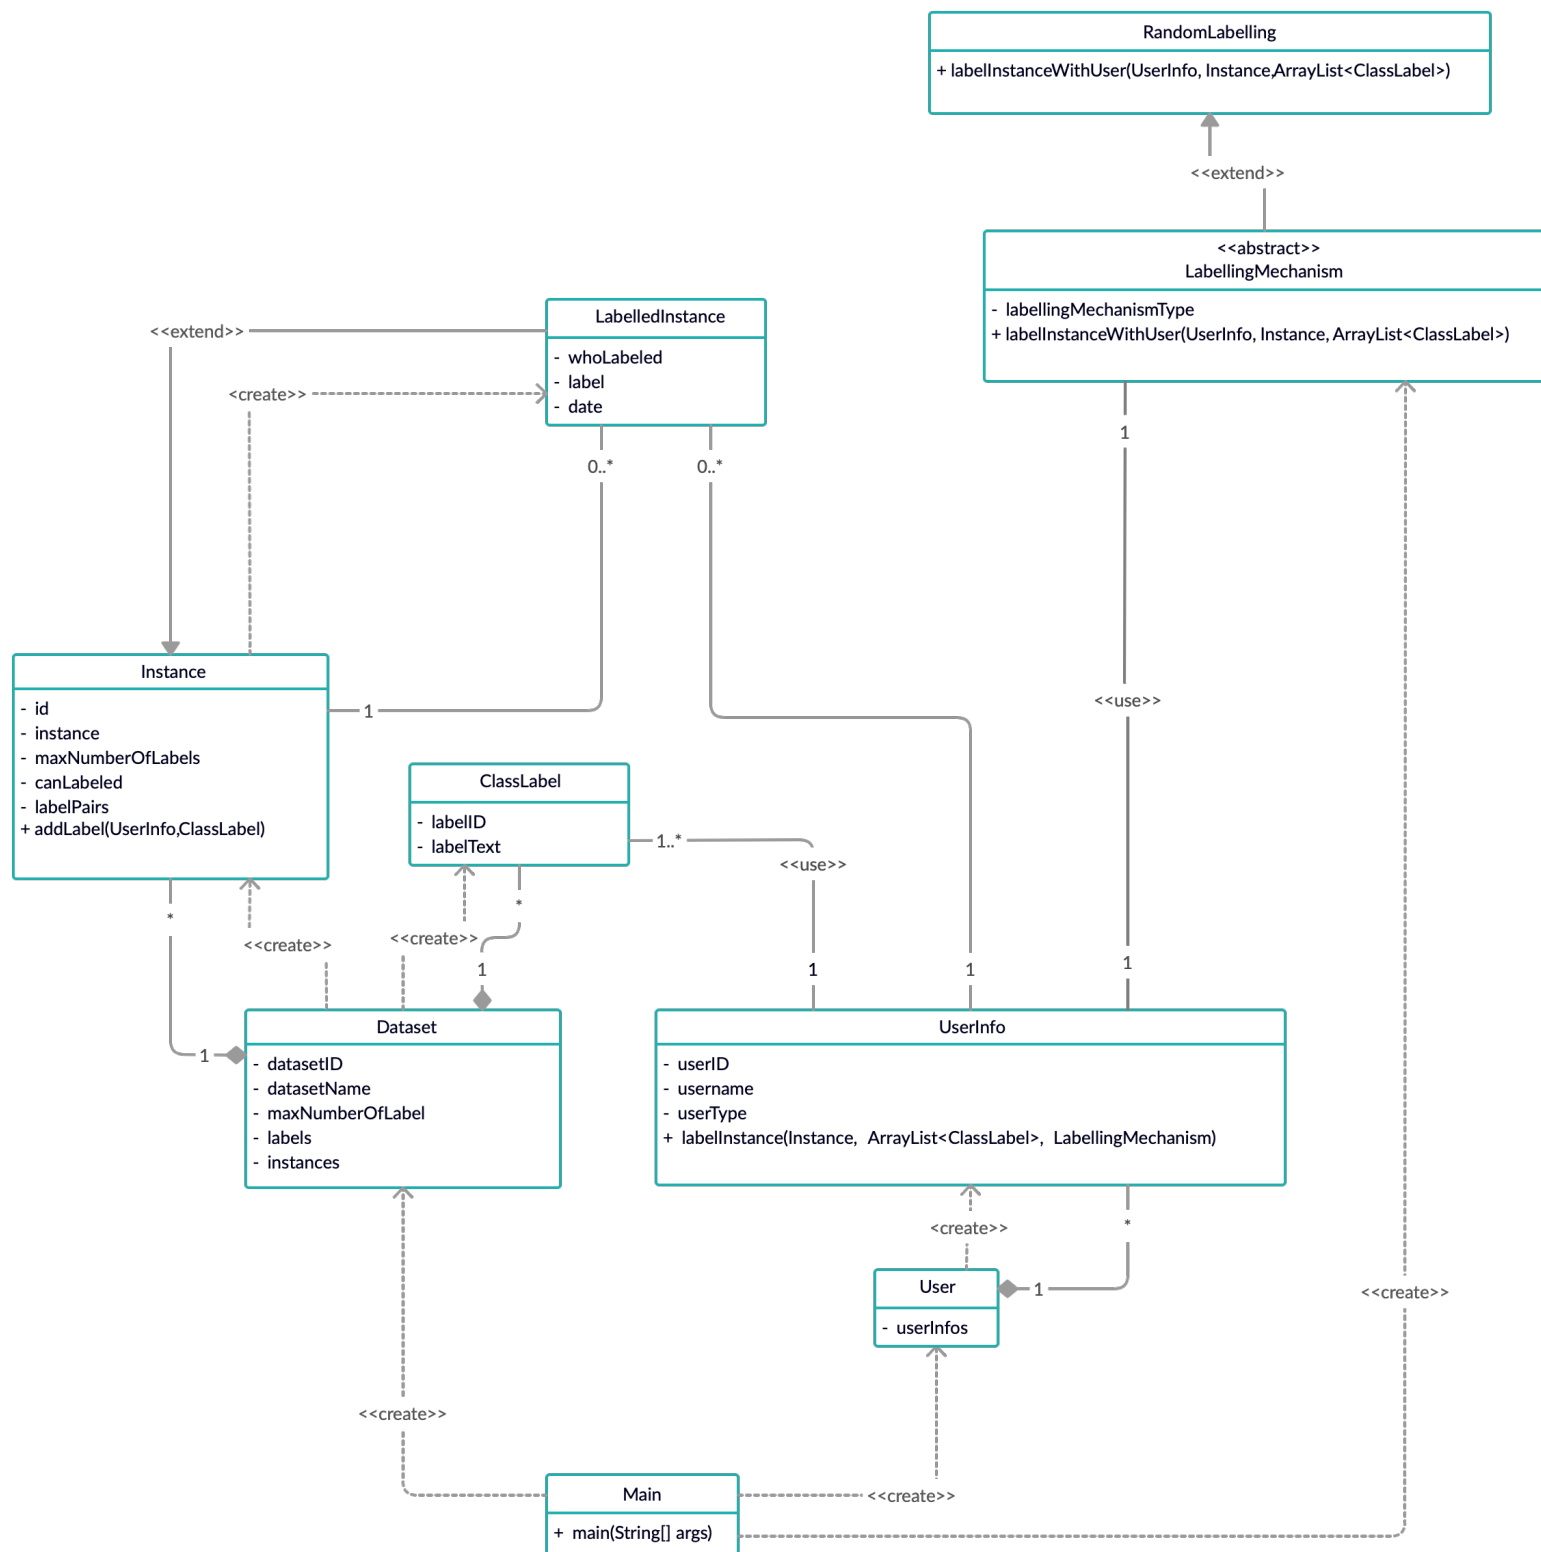 RandomLabelling
+ labelInstanceWithUser(UserInfo, Instance,ArrayList<ClassLabel>)
<<extend>>
<<abstract>>
LabellingMechanism
- labellingMechanismType
+ labelInstanceWithUser(UserInfo, Instance, ArrayList<ClassLabel>)
LabelledInstance
- whoLabeled
- label
- date
<<extend>>
<create>>
0..*
0..*
1
<<use>>
Instance
- id
- instance
- maxNumberOfLabels
- canLabeled
- labelPairs
+ addLabel(UserInfo,ClassLabel)
1
ClassLabel
- labelID
- labelText
1..*
<<use>>
*
*
<<create>>
<<create>>
1
1
1
1
1
Dataset
- datasetID
- datasetName
- maxNumberOfLabel
- labels
- instances
UserInfo
- userID
- username
- userType
+ labelInstance(Instance, ArrayList<ClassLabel>, LabellingMechanism)
<create>>
*
User
- userInfos
1
<<create>>
<<create>>
<<create>>
Main
+ main(String[] args)